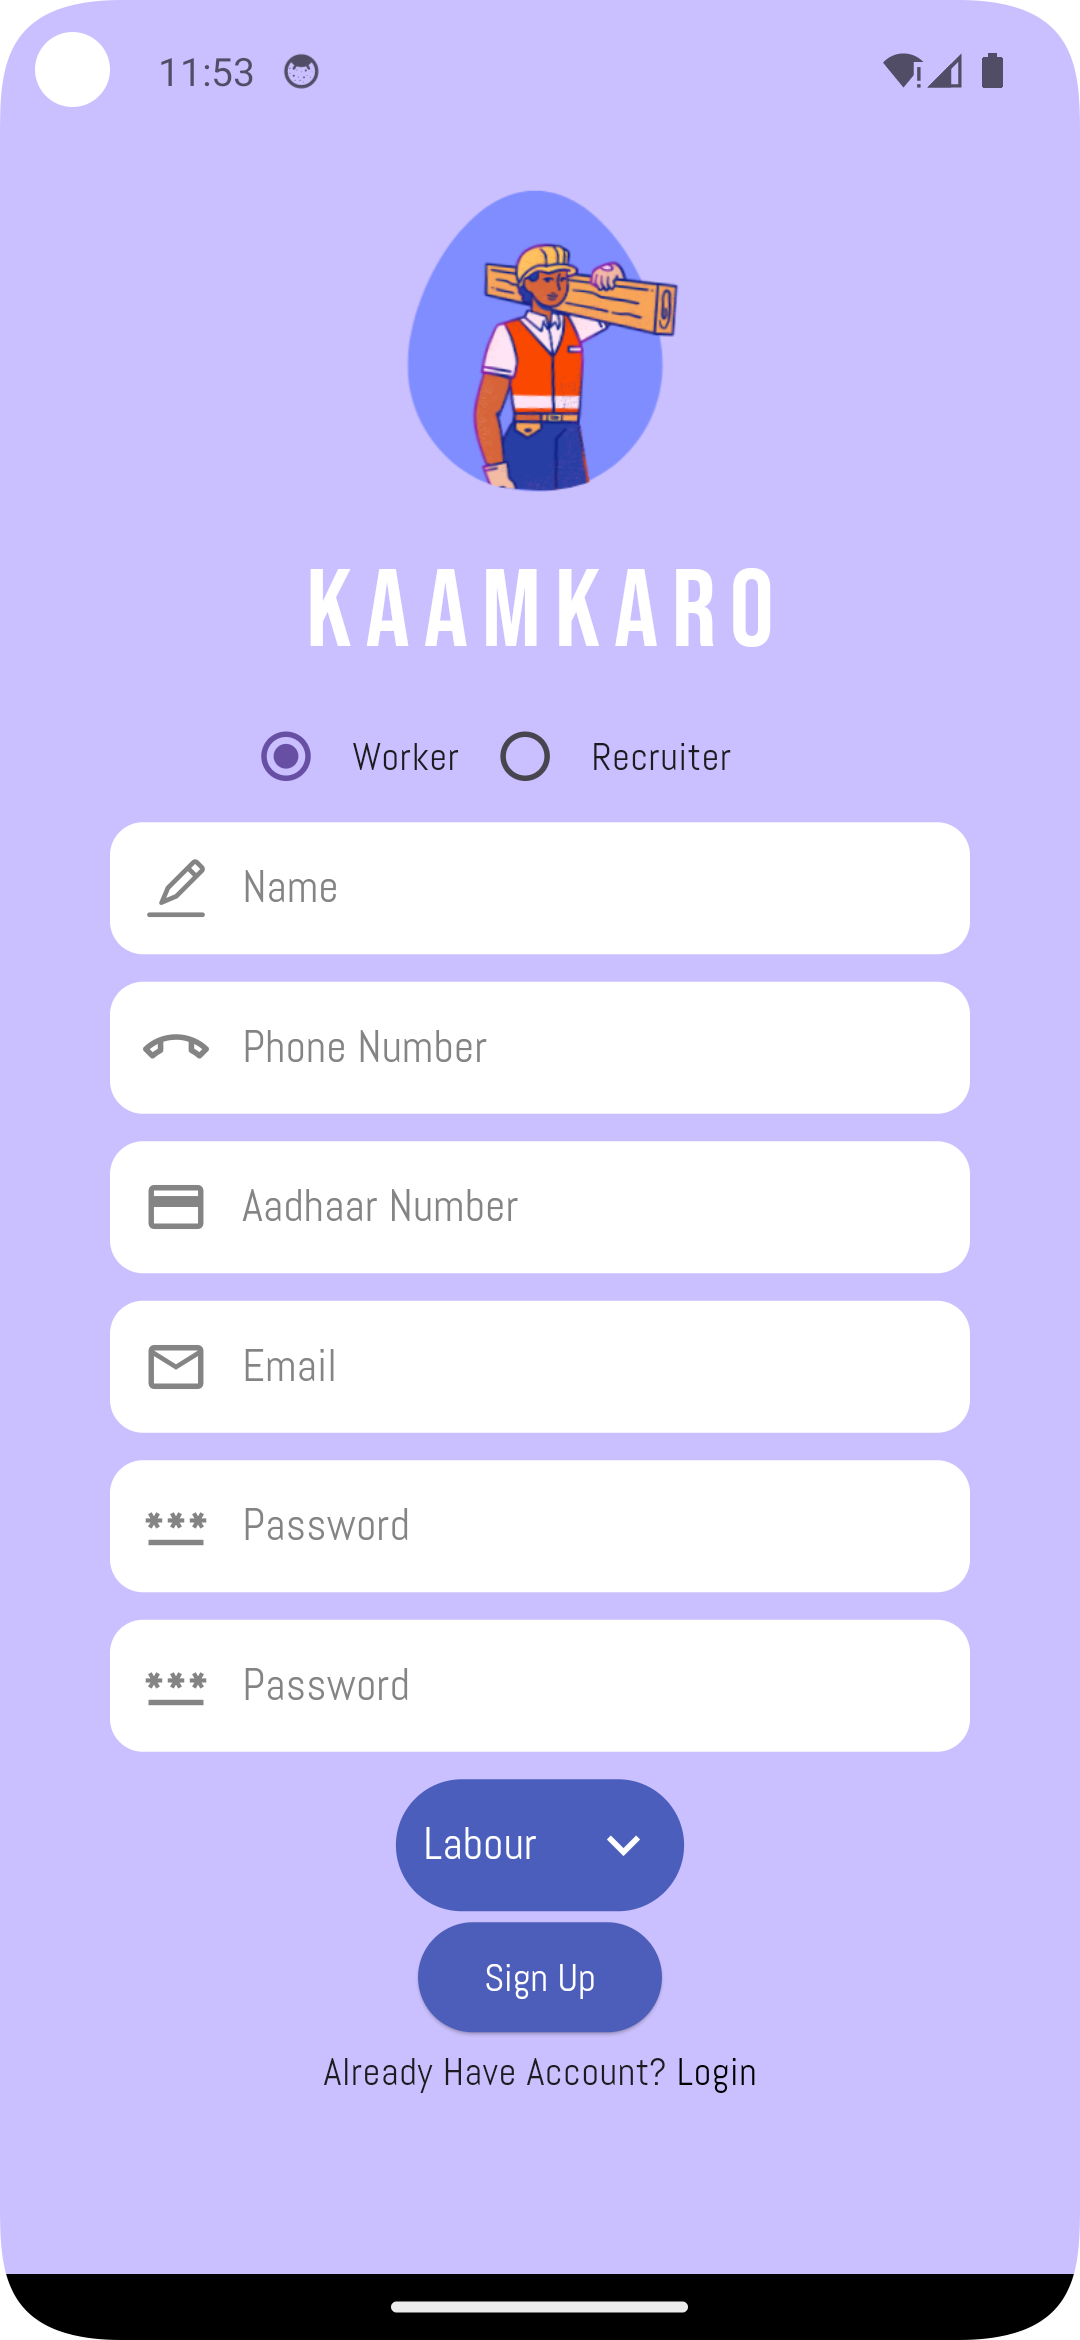 11:53
KAAMKARO
Worker Recruiter
Name
Phone Number
Aadhaar Number
Email
*** Password
*** Password
Labour
Sign Up
Already Have Account? Login